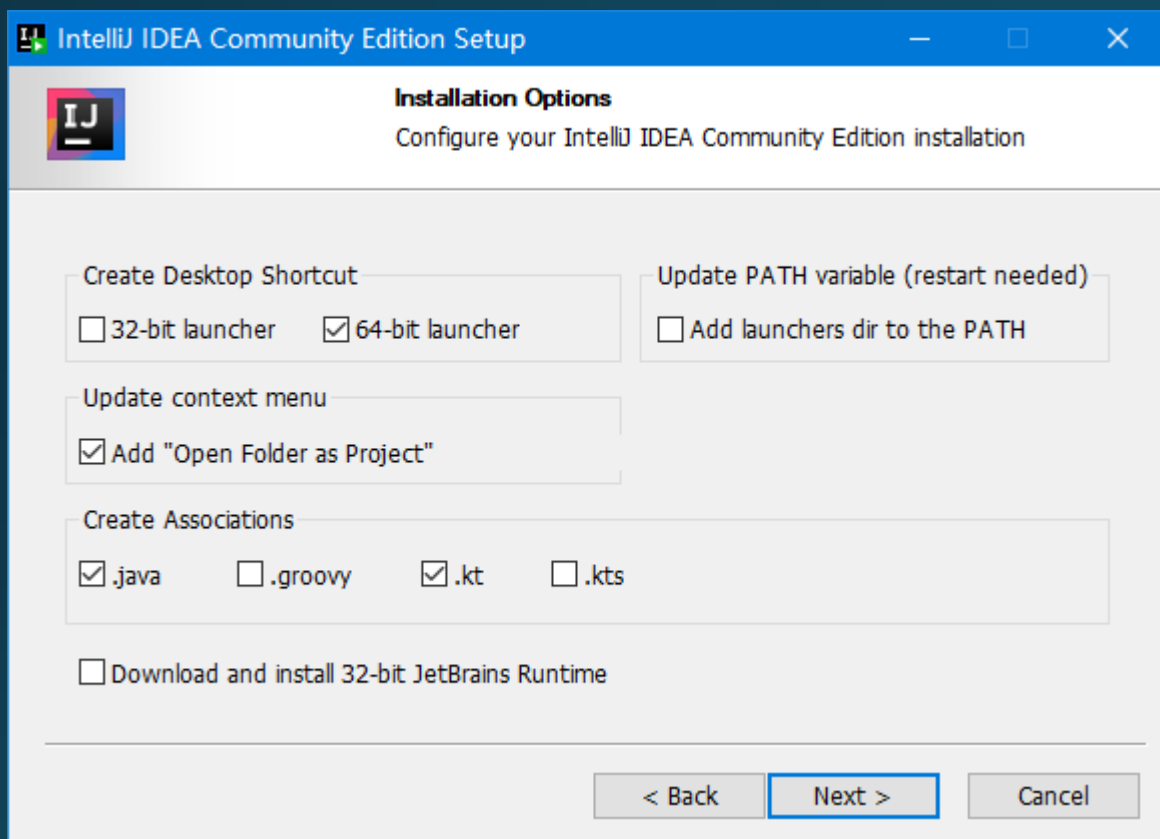 IJ IntelliJ IDEA Community Edition Setup
IJ
Installation Options
Configure your IntelliJ IDEA Community Edition installation
Create Desktop Shortcut
Update PATH variable (restart needed)
32-bit launcher 64-bit launcher
Add launchers dir to the PATH
Update context menu
Add "Open Folder as Project"
Create Associations
.java .groovy .kt .kts
Download and install 32-bit JetBrains Runtime
< Back Next > Cancel